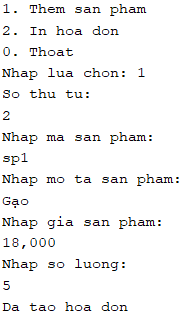 1. Them san pham
2. In hoa don
0. Thoat
Nhap lua chon: 1
So thu tu:
2
Nhap ma san pham:
sp1
Nhap mo ta san pham:
Gạo
Nhap gia san pham:
18,000
Nhap so luong:
5
Da tao hoa don